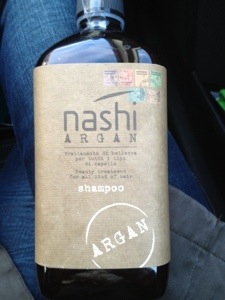 nashi
ARGAN
Trattamento di bellezza
per tutti i tipi
di capello
Beauty treatment
for all kind of hair
shampoo
ARGAN